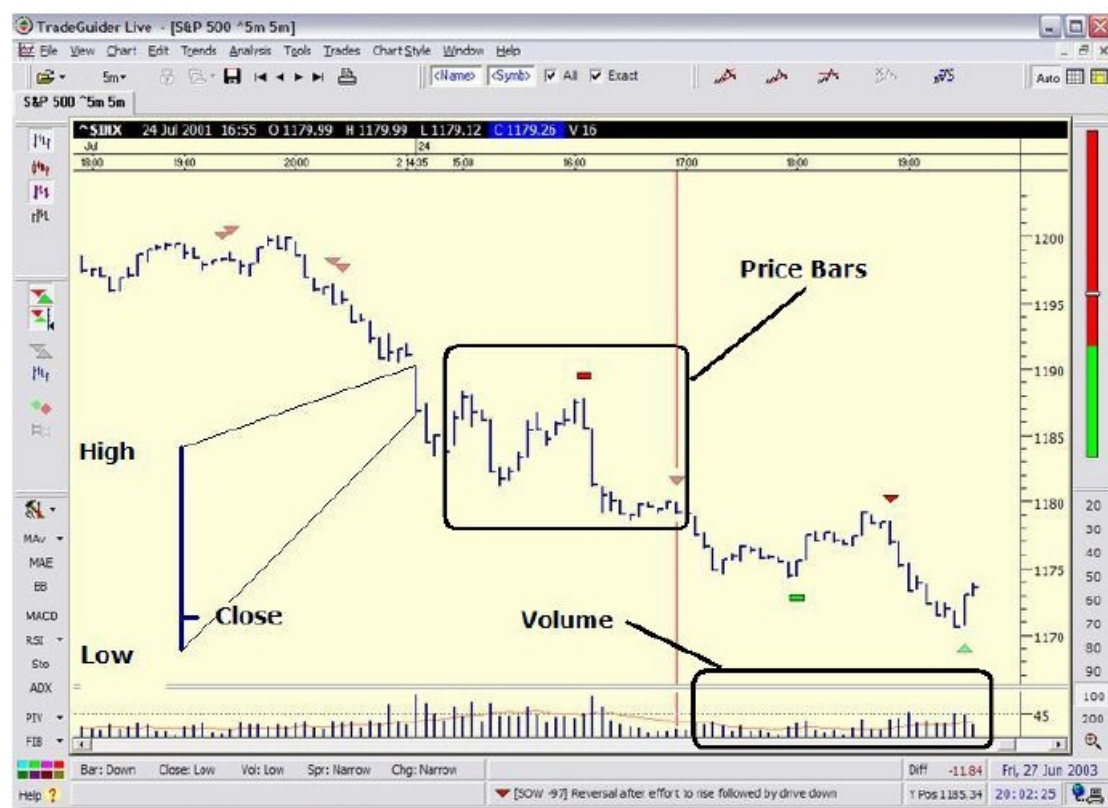 TradeGuider Live - [S&P 500 ^5m 5m]
File View Chart Edit Trends Analysis Tools Trades Chart Style Window Help
5m <Name> <Symb> All Exact Auto
S&P 500 ^5m 5m
24 Jul 2001 16:55 O 1179.99 H 1179.99 L 1179.12 C 1179.26 V 16
Jul 24
18:00 19:00 20:00 2 14:35 15:00 16:00 17:00 18:00 19:00
1200
Price Bars
1195
1190
1185
High
1180
20
30
MAv
40
MAE
1175
50
BB
60
Close
Volume
MACD
70
RSI
1170
80
Low
Sto
90
ADX
100
PIV
45
200
FIB
Bar: Down Close: Low Vol: Low Spr: Narrow Chg: Narrow Diff -11.84 Fri, 27 Jun 2003
Help ? [SOW -97] Reversal after effort to rise followed by drive down Y Pos 1185.34 20:02:25